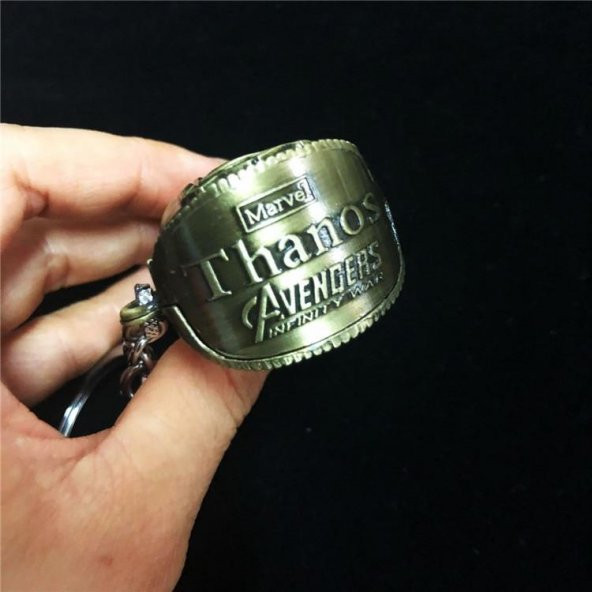 Marvel
Thanos
AVENGERS
INFINITY WAR